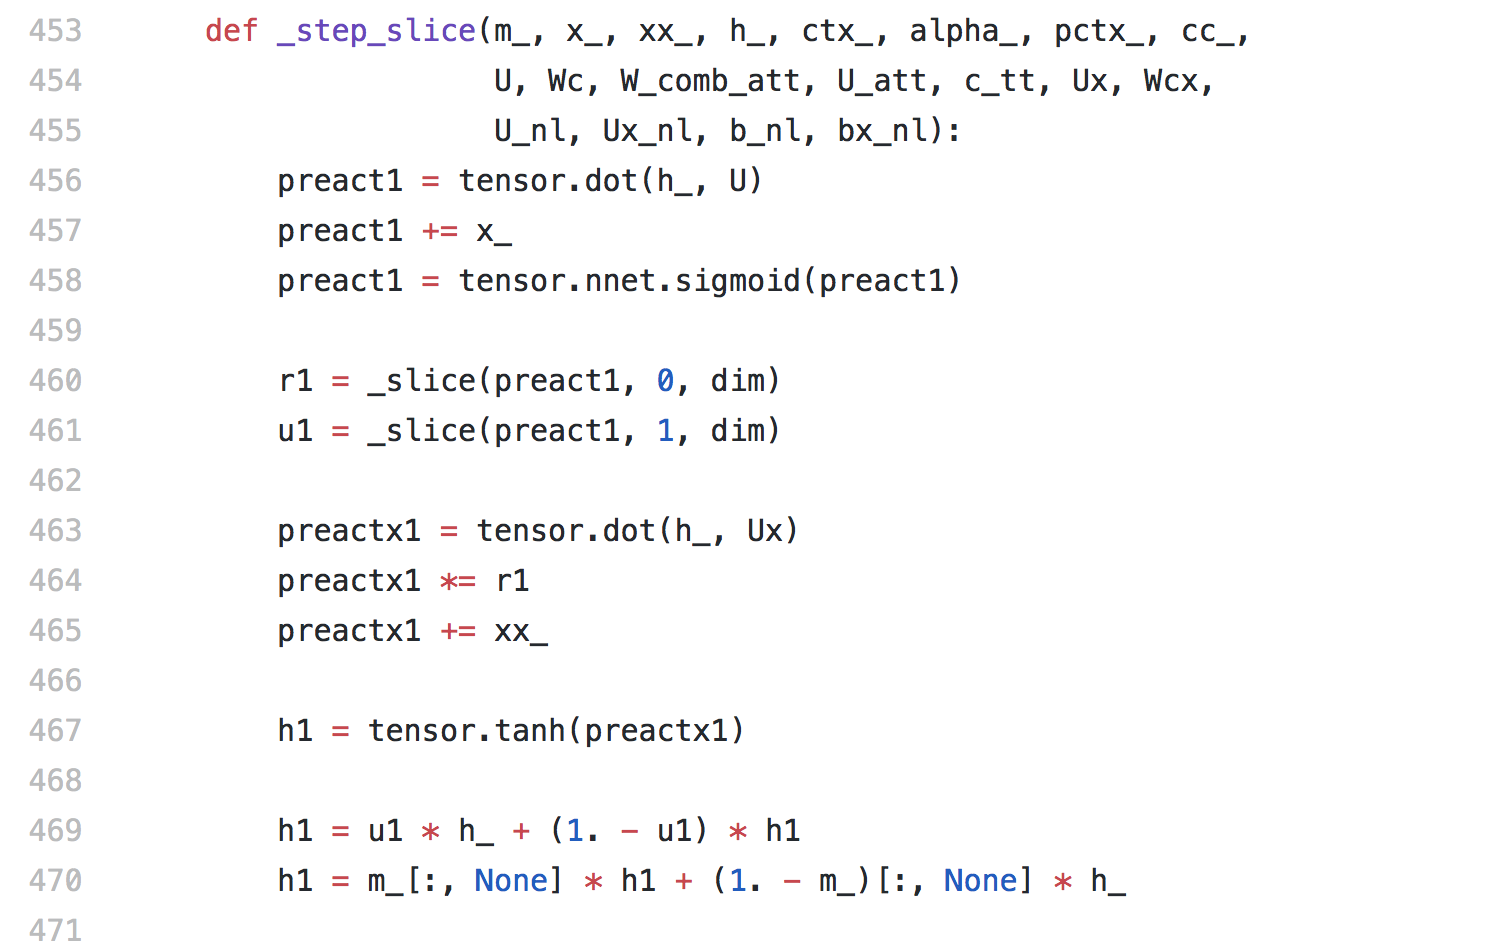 453 def _step_slice(m_, x_, xx_, h_, ctx_, alpha_, pctx_, cc_,
454 U, Wc, W_comb_att, U_att, c_tt, Ux, Wcx,
455 U_nl, Ux_nl, b_nl, bx_nl):
456 preact1 = tensor.dot(h_, U)
457 preact1 += x_
458 preact1 = tensor.nnet.sigmoid(preact1)
459
460 r1 = _slice(preact1, 0, dim)
461 u1 = _slice(preact1, 1, dim)
462
463 preactx1 = tensor.dot(h_, Ux)
464 preactx1 *= r1
465 preactx1 += xx_
466
467 h1 = tensor.tanh(preactx1)
468
469 h1 = u1 * h_ + (1. - u1) * h1
470 h1 = m_[:, None] * h1 + (1. - m_)[:, None] * h_
471